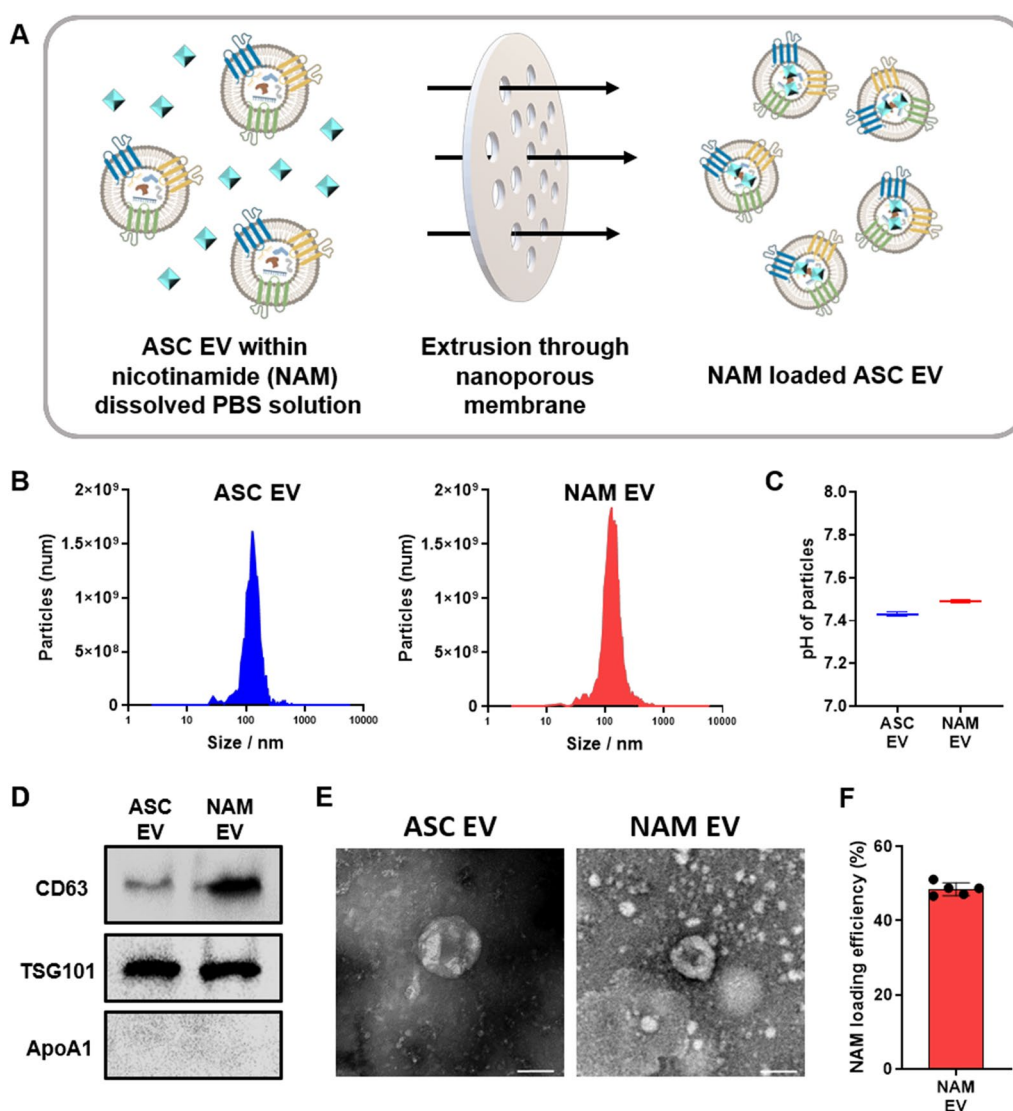 A
ASC EV within
nicotinamide (NAM)
dissolved PBS solution
Extrusion through
nanoporous
membrane
NAM loaded ASC EV
B
ASC EV
2×10⁹
1.5×10⁹
1×10⁹
5×10⁸
0
Particles (num)
1
10
100
1000
10000
Size / nm
NAM EV
2×10⁹
1.5×10⁹
1×10⁹
5×10⁸
0
Particles (num)
1
10
100
1000
10000
Size / nm
C
8.0
7.8
7.6
7.4
7.2
7.0
pH of particles
ASC
EV
NAM
EV
D
ASC
EV
NAM
EV
CD63
TSG101
ApoA1
E
ASC EV
NAM EV
F
60
40
20
0
NAM loading efficiency (%)
NAM
EV